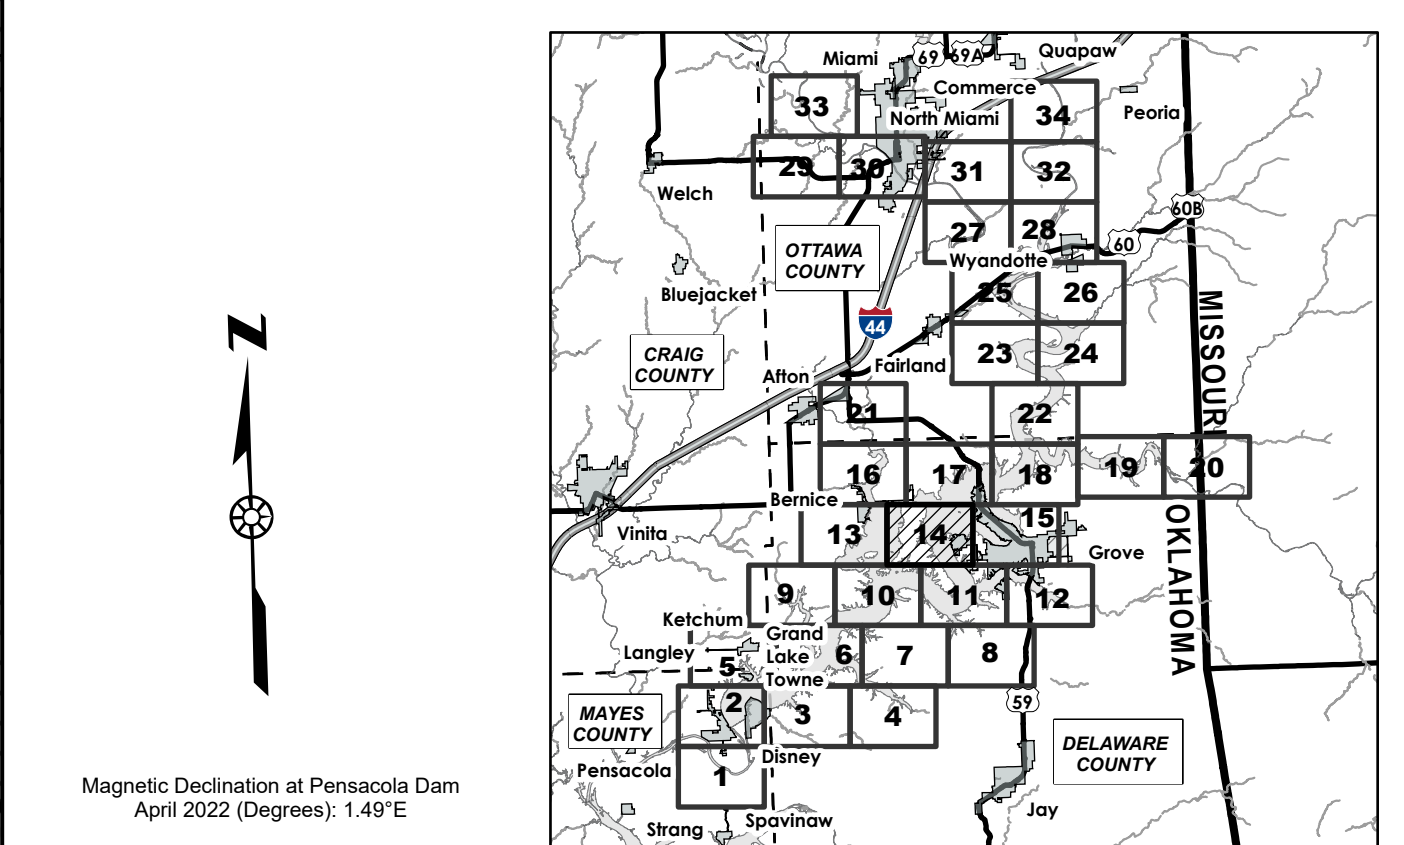 Miami
69
69A
Quapaw
Commerce
33
34
Peoria
North Miami
29
30
31
32
Welch
60B
27
28
60
OTTAWA
COUNTY
Wyandotte
Bluejacket
25
26
MISSOURI
44
N
CRAIG
COUNTY
23
24
Fairland
Afton
21
22
16
17
18
19
20
Bernice
Vinita
13
14
15
OKLAHOMA
Grove
9
10
11
12
Ketchum
Grand
Lake
Towne
Langley
5
6
7
8
2
3
4
59
MAYES
COUNTY
DELAWARE
COUNTY
Disney
Pensacola
1
Magnetic Declination at Pensacola Dam
April 2022 (Degrees): 1.49°E
Jay
Spavinaw
Strang